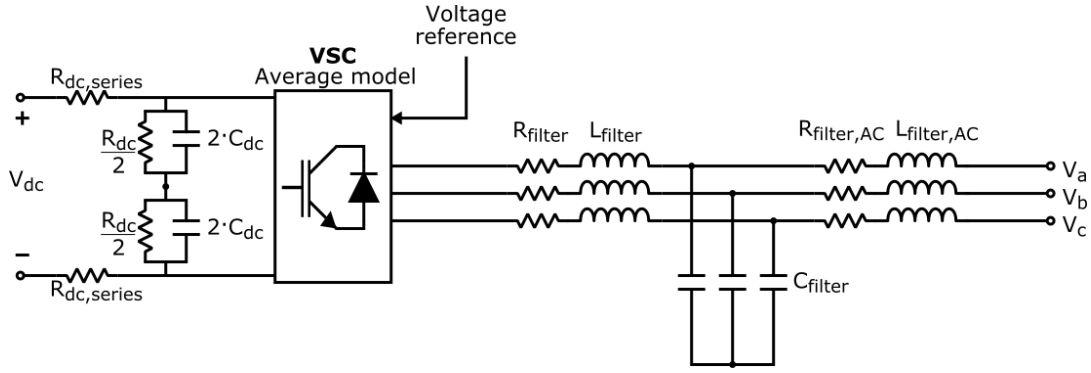 Voltage
reference
VSC
Average model
R_dc,series
+
R_dc/2
2·C_dc
V_dc
R_dc/2
2·C_dc
−
R_dc,series
R_filter
L_filter
R_filter,AC
L_filter,AC
V_a
V_b
V_c
C_filter